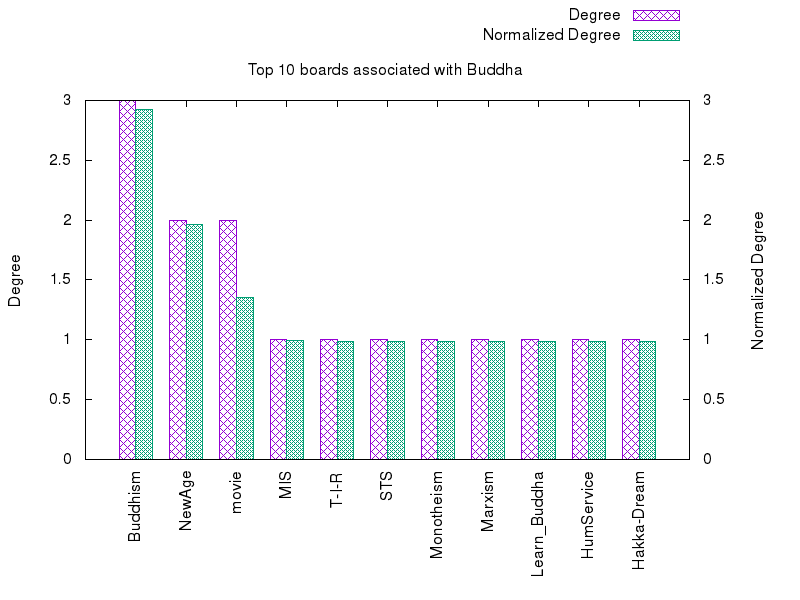 Degree
Normalized Degree
Top 10 boards associated with Buddha
3
2.5
2
1.5
1
0.5
0
3
2.5
2
1.5
1
0.5
0
Degree
Normalized Degree
Buddhism
NewAge
movie
MIS
T-I-R
STS
Monotheism
Marxism
Learn_Buddha
HumService
Hakka-Dream